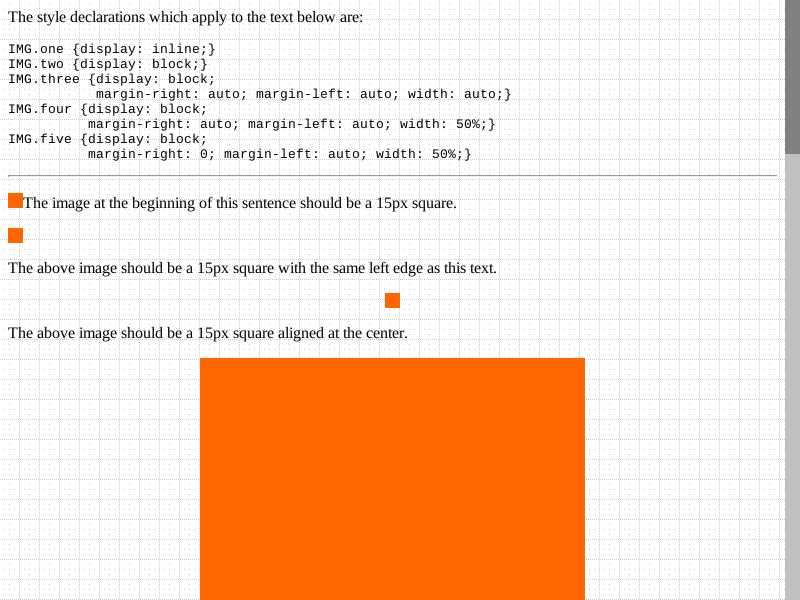 The style declarations which apply to the text below are:
IMG.one {display: inline;}
IMG.two {display: block;}
IMG.three {display: block;
           margin-right: auto; margin-left: auto; width: auto;}
IMG.four {display: block;
          margin-right: auto; margin-left: auto; width: 50%;}
IMG.five {display: block;
          margin-right: 0; margin-left: auto; width: 50%;}
The image at the beginning of this sentence should be a 15px square.
The above image should be a 15px square with the same left edge as this text.
The above image should be a 15px square aligned at the center.